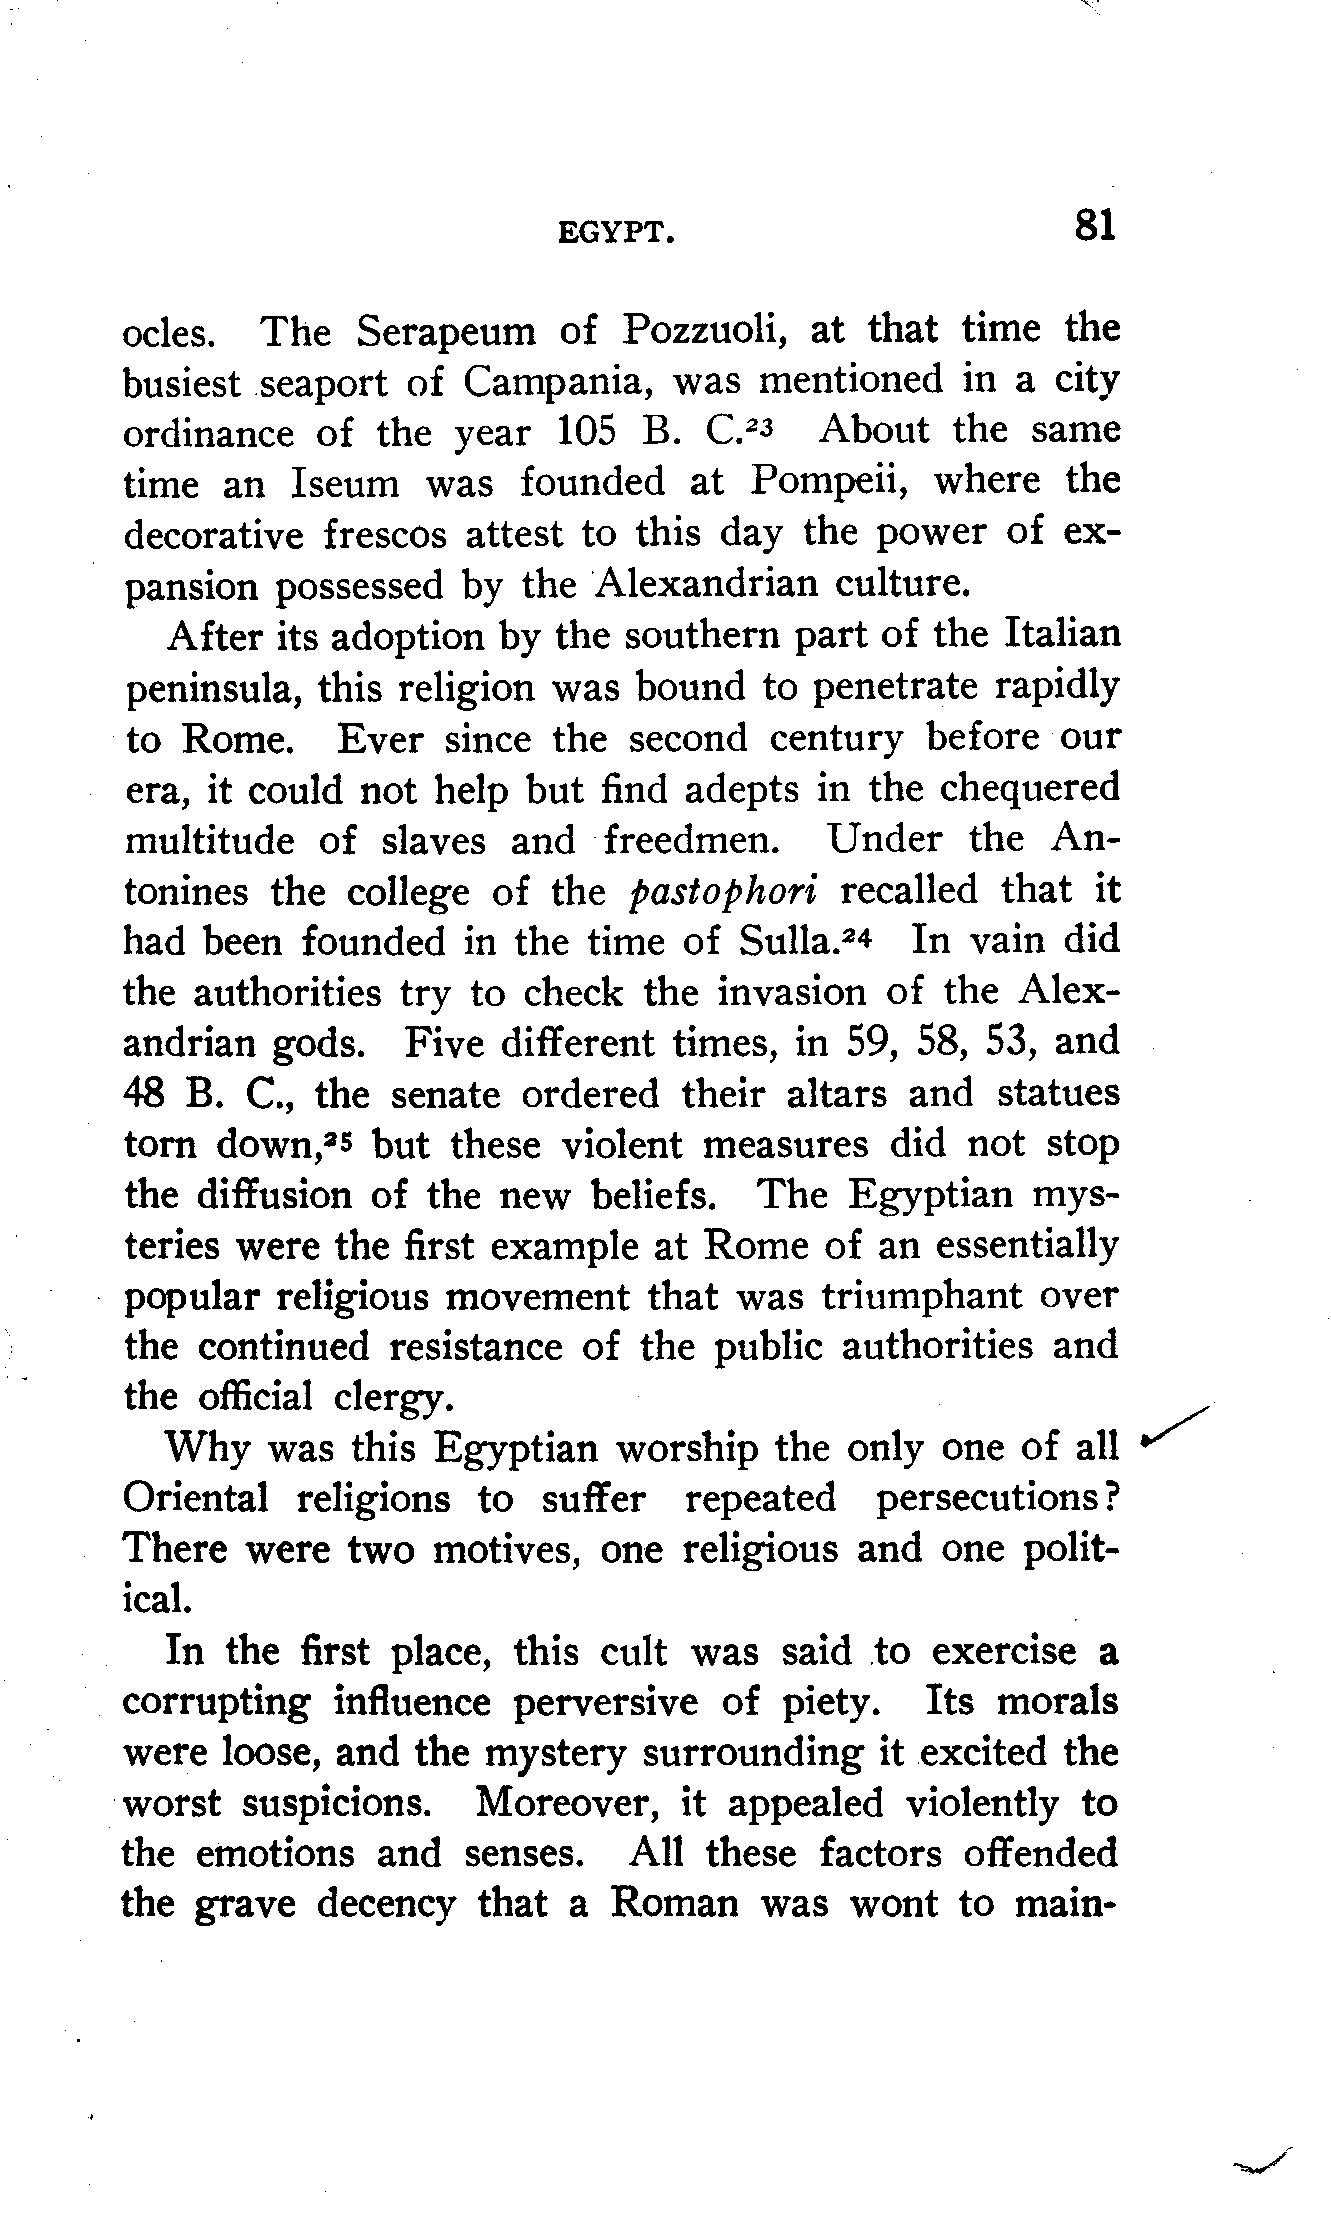 EGYPT. 81
ocles. The Serapeum of Pozzuoli, at that time the
busiest seaport of Campania, was mentioned in a city
ordinance of the year 105 B. C.²³ About the same
time an Iseum was founded at Pompeii, where the
decorative frescos attest to this day the power of ex-
pansion possessed by the Alexandrian culture.
After its adoption by the southern part of the Italian
peninsula, this religion was bound to penetrate rapidly
to Rome. Ever since the second century before our
era, it could not help but find adepts in the chequered
multitude of slaves and freedmen. Under the An-
tonines the college of the pastophori recalled that it
had been founded in the time of Sulla.²⁴ In vain did
the authorities try to check the invasion of the Alex-
andrian gods. Five different times, in 59, 58, 53, and
48 B. C., the senate ordered their altars and statues
torn down,²⁵ but these violent measures did not stop
the diffusion of the new beliefs. The Egyptian mys-
teries were the first example at Rome of an essentially
popular religious movement that was triumphant over
the continued resistance of the public authorities and
the official clergy.
Why was this Egyptian worship the only one of all
Oriental religions to suffer repeated persecutions?
There were two motives, one religious and one polit-
ical.
In the first place, this cult was said to exercise a
corrupting influence perversive of piety. Its morals
were loose, and the mystery surrounding it excited the
worst suspicions. Moreover, it appealed violently to
the emotions and senses. All these factors offended
the grave decency that a Roman was wont to main-